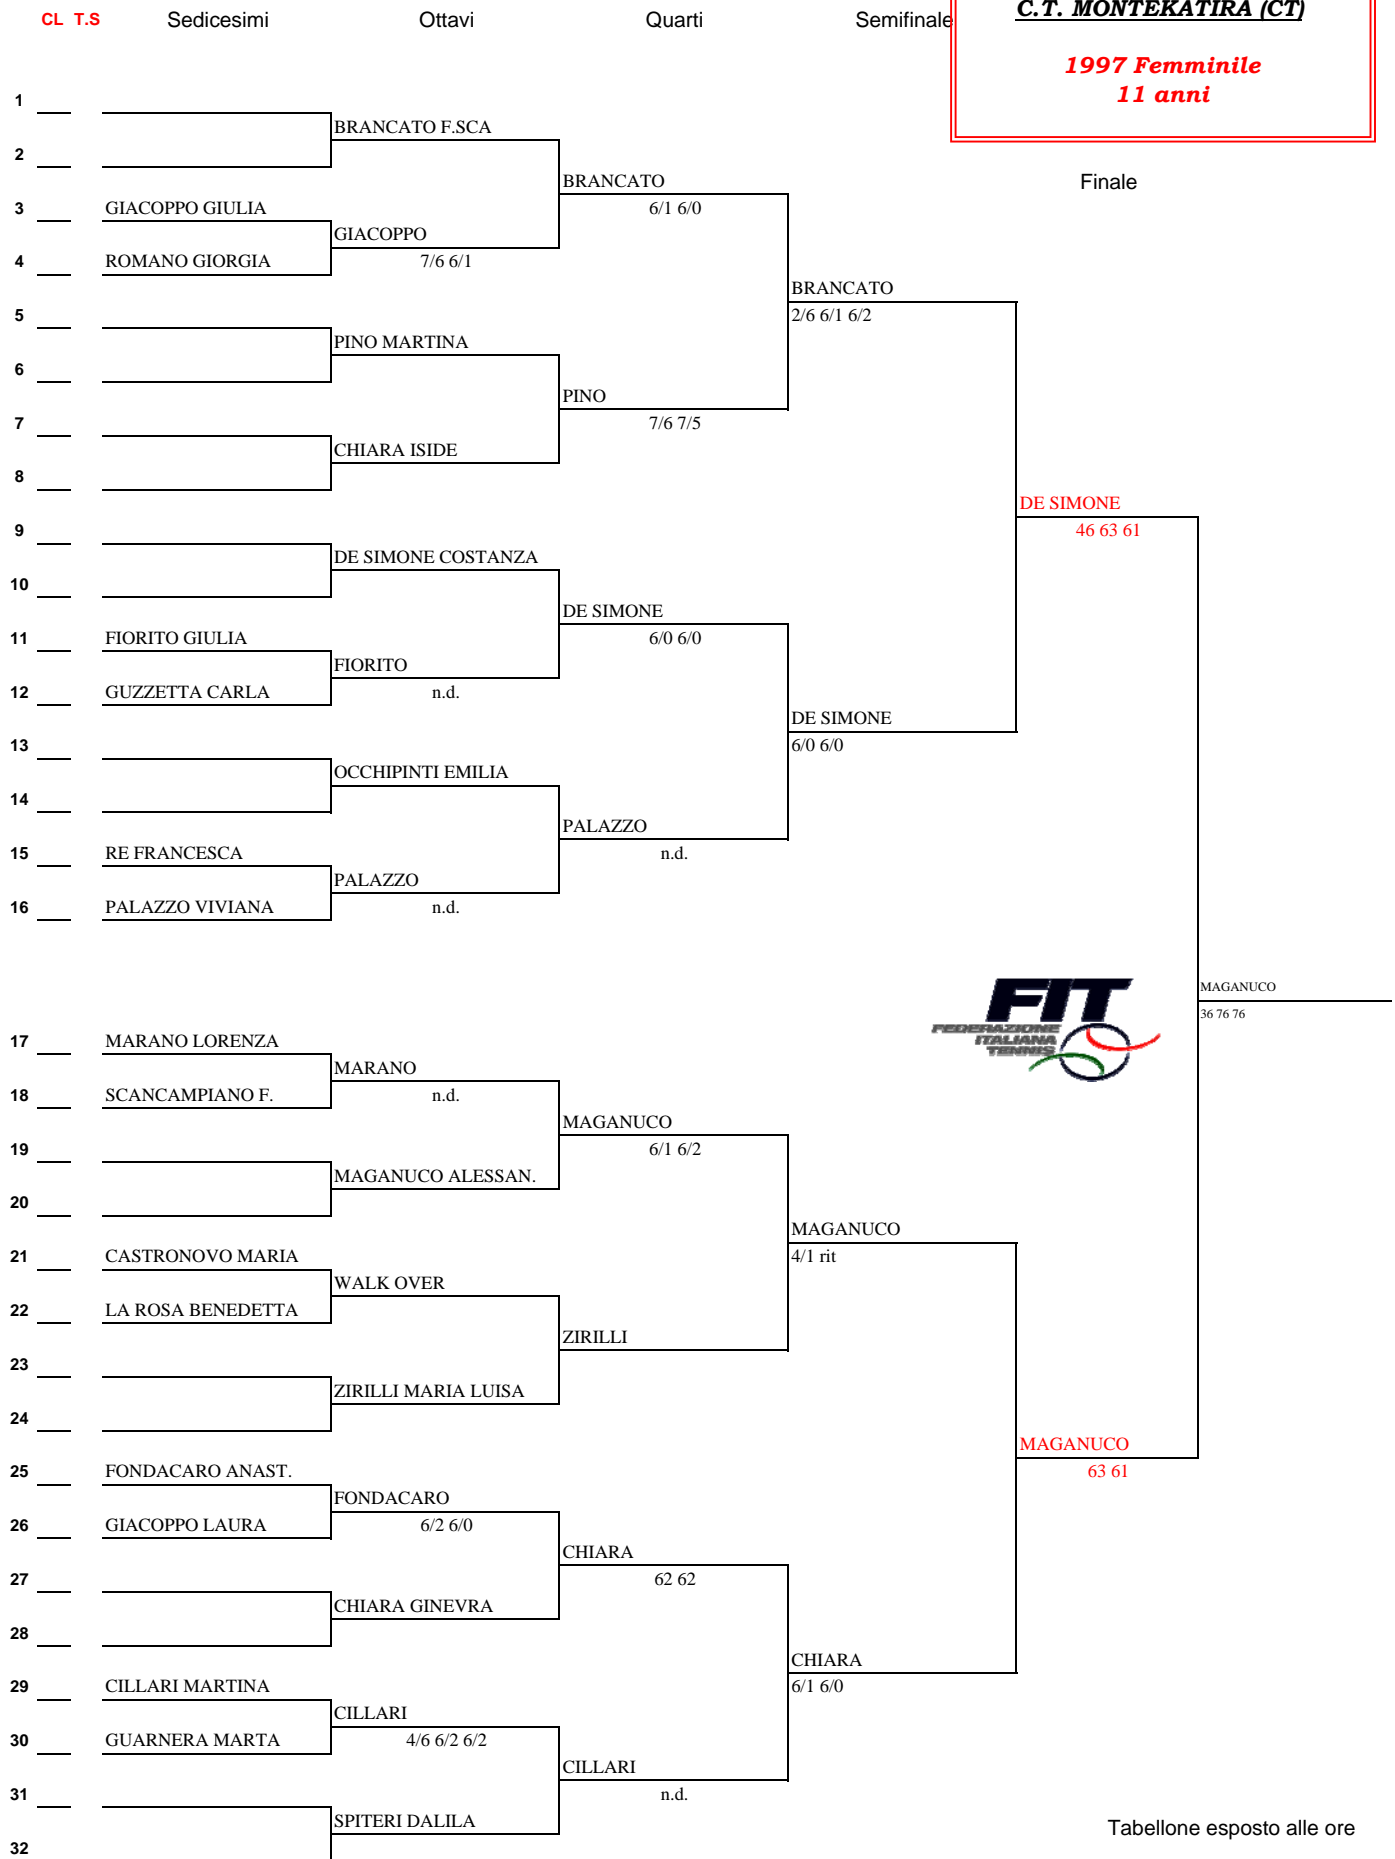 CL T.S Sedicesimi Ottavi Quarti Semifinale
C.T. MONTEKATIRA (CT)
1997 Femminile
11 anni
Finale
1
BRANCATO F.SCA
2
BRANCATO
3 GIACOPPO GIULIA 6/1 6/0
GIACOPPO
4 ROMANO GIORGIA 7/6 6/1
BRANCATO
5 2/6 6/1 6/2
PINO MARTINA
6
PINO
7 7/6 7/5
CHIARA ISIDE
8
DE SIMONE
9 46 63 61
DE SIMONE COSTANZA
10
DE SIMONE
11 FIORITO GIULIA 6/0 6/0
FIORITO
12 GUZZETTA CARLA n.d.
DE SIMONE
13 6/0 6/0
OCCHIPINTI EMILIA
14
PALAZZO
15 RE FRANCESCA n.d.
PALAZZO
16 PALAZZO VIVIANA n.d.
FIT
FEDERAZIONE
ITALIANA
TENNIS
MAGANUCO
36 76 76
17 MARANO LORENZA
MARANO
18 SCANCAMPIANO F. n.d.
MAGANUCO
19 6/1 6/2
MAGANUCO ALESSAN.
20
MAGANUCO
21 CASTRONOVO MARIA 4/1 rit
WALK OVER
22 LA ROSA BENEDETTA
ZIRILLI
23
ZIRILLI MARIA LUISA
24
MAGANUCO
25 FONDACARO ANAST. 63 61
FONDACARO
26 GIACOPPO LAURA 6/2 6/0
CHIARA
27 62 62
CHIARA GINEVRA
28
CHIARA
29 CILLARI MARTINA 6/1 6/0
CILLARI
30 GUARNERA MARTA 4/6 6/2 6/2
CILLARI
31 n.d.
SPITERI DALILA
Tabellone esposto alle ore
32